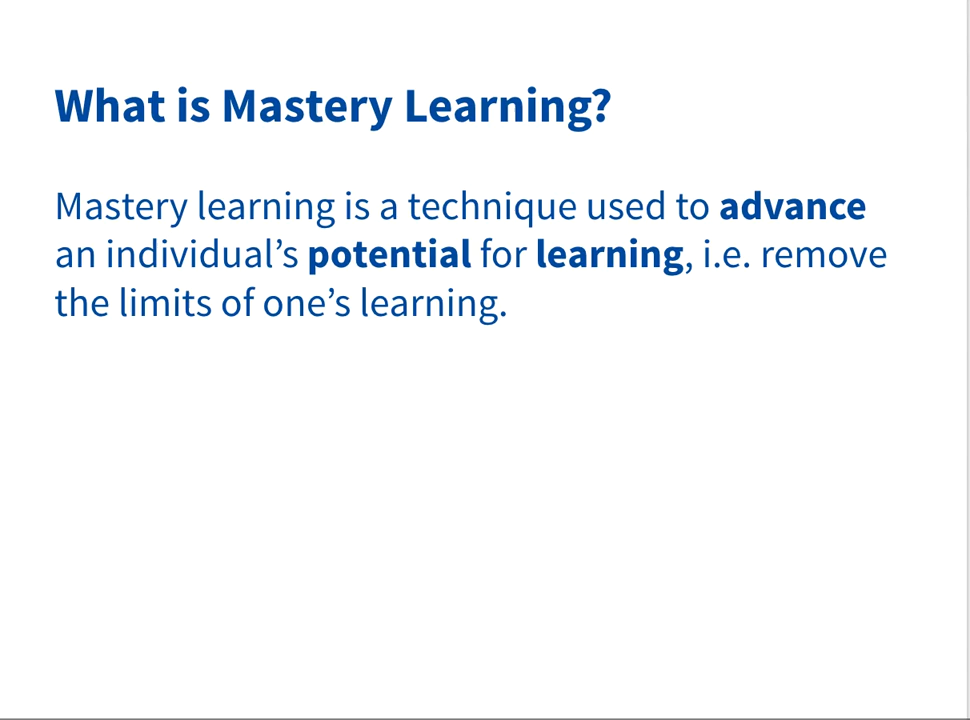 What is Mastery Learning?
Mastery learning is a technique used to advance
an individual’s potential for learning, i.e. remove
the limits of one’s learning.